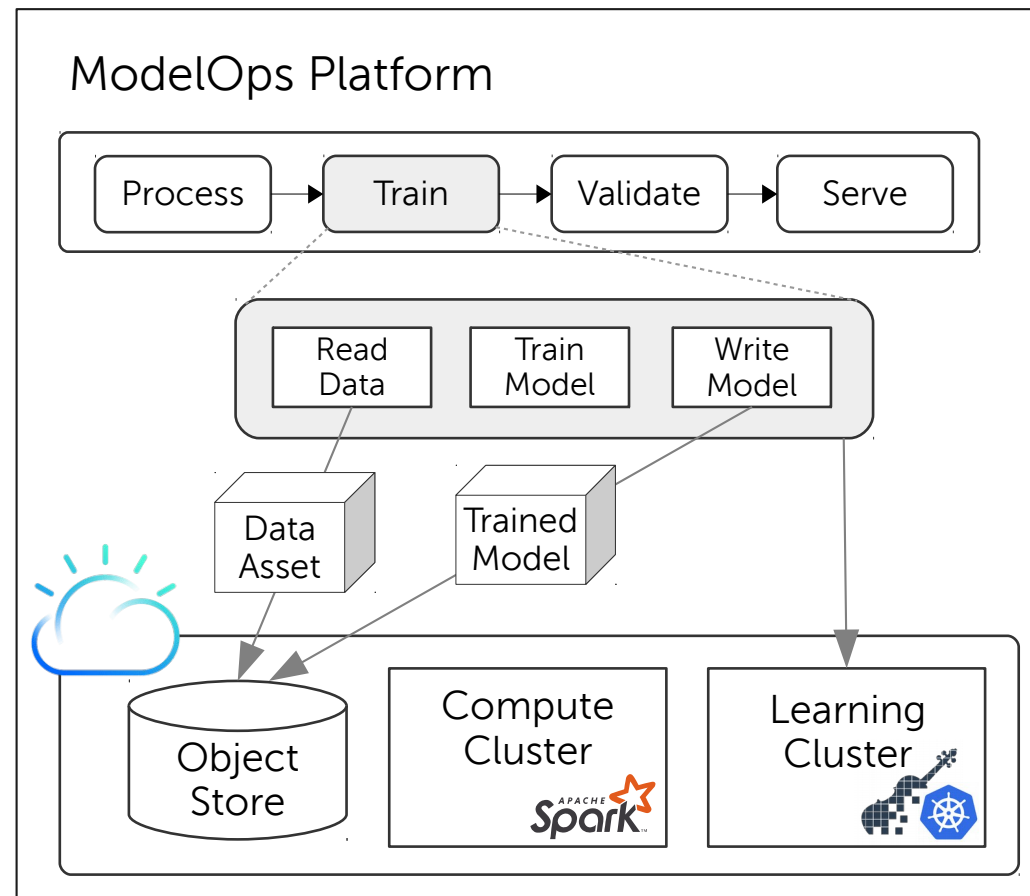 ModelOps Platform
Process
Train
Validate
Serve
Read
Data
Train
Model
Write
Model
Data
Asset
Trained
Model
Object
Store
Compute
Cluster
APACHE
Spark
TM
Learning
Cluster